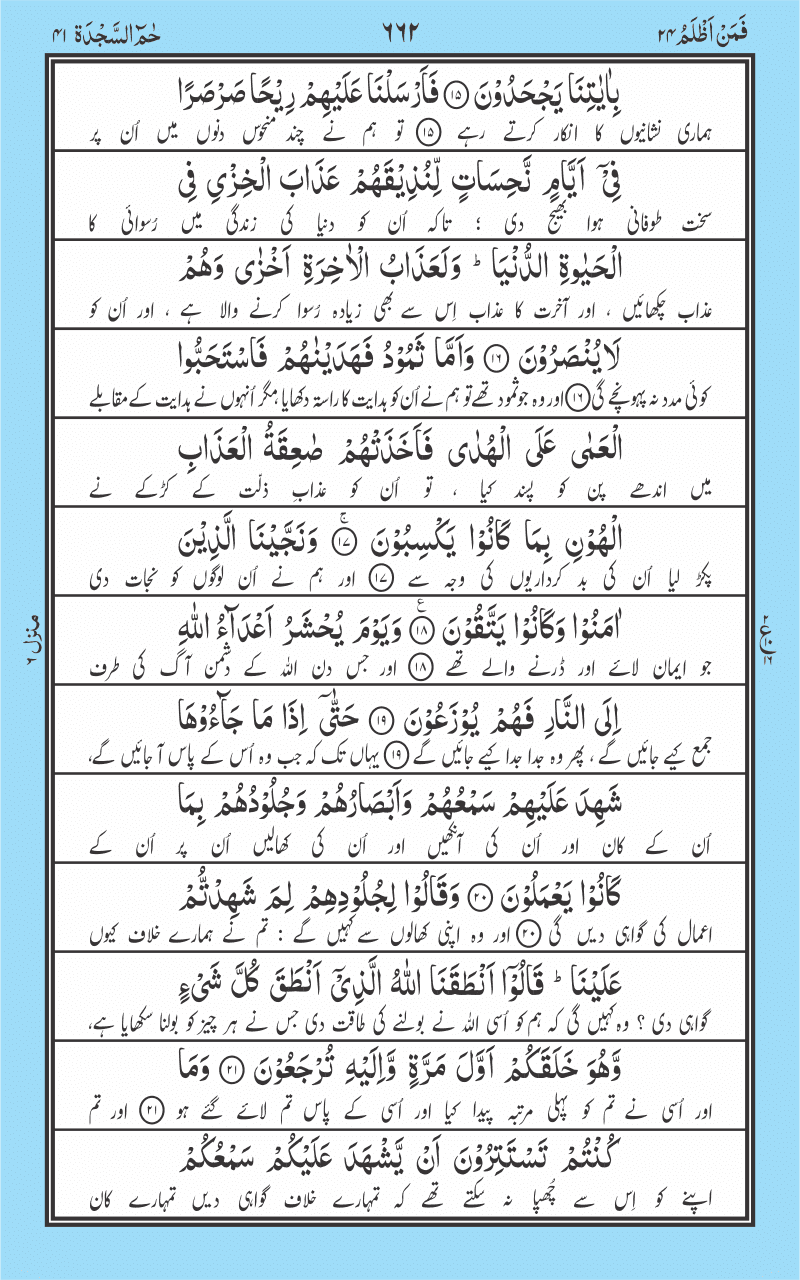 فَمَنْ اَظْلَمُ ۲۴
۶۶۲
حٰمٓ السَّجْدَة ۴۱
بِاٰیٰتِنَا یَجْحَدُوْنَ ﴿۱۵﴾ فَاَرْسَلْنَا عَلَیْهِمْ رِیْحًا صَرْصَرًا
ہماری نشانیوں کا انکار کرتے رہے ﴿۱۵﴾ تو ہم نے چند منحوس دنوں میں اُن پر
فِیْۤ اَیَّامٍ نَّحِسَاتٍ لِّنُذِیْقَهُمْ عَذَابَ الْخِزْیِ فِی
سخت طوفانی ہوا بھیج دی ؛ تاکہ اُن کو دنیا کی زندگی میں رُسوائی کا
الْحَیٰوةِ الدُّنْیَا ؕ وَلَعَذَابُ الْاٰخِرَةِ اَخْزٰی وَهُمْ
عذاب چکھائیں ، اور آخرت کا عذاب اِس سے بھی زیادہ رُسوا کرنے والا ہے ، اور اُن کو
لَا یُنْصَرُوْنَ ﴿۱۶﴾ وَاَمَّا ثَمُوْدُ فَهَدَیْنٰهُمْ فَاسْتَحَبُّوا
کوئی مدد نہ پہونچے گی ﴿۱۶﴾ اور وہ جو ثمود تھے تو ہم نے اُن کو ہدایت کا راستہ دکھایا مگر اُنہوں نے ہدایت کے مقابلے
الْعَمٰی عَلَی الْهُدٰی فَاَخَذَتْهُمْ صٰعِقَةُ الْعَذَابِ
میں اندھے پن کو پسند کیا ، تو اُن کو عذابِ ذلّت کے کڑکے نے
الْهُوْنِ بِمَا كَانُوْا یَكْسِبُوْنَ ﴿۱۷﴾ۚ وَنَجَّیْنَا الَّذِیْنَ
پکڑ لیا اُن کی بد کرداریوں کی وجہ سے ﴿۱۷﴾ اور ہم نے اُن لوگوں کو نجات دی
اٰمَنُوْا وَكَانُوْا یَتَّقُوْنَ ﴿۱۸﴾ع وَیَوْمَ یُحْشَرُ اَعْدَآءُ اللّٰهِ
جو ایمان لائے اور ڈرنے والے تھے ﴿۱۸﴾ اور جس دن اللہ کے دُشمن آگ کی طرف
اِلَی النَّارِ فَهُمْ یُوْزَعُوْنَ ﴿۱۹﴾ حَتّٰۤی اِذَا مَا جَآءُوْهَا
جمع کیے جائیں گے ، پھر وہ جدا جدا کیے جائیں گے ﴿۱۹﴾ یہاں تک کہ جب وہ اُس کے پاس آ جائیں گے،
شَهِدَ عَلَیْهِمْ سَمْعُهُمْ وَاَبْصَارُهُمْ وَجُلُوْدُهُمْ بِمَا
اُن کے کان اور اُن کی آنکھیں اور اُن کی کھالیں اُن پر اُن کے
كَانُوْا یَعْمَلُوْنَ ﴿۲۰﴾ وَقَالُوْا لِجُلُوْدِهِمْ لِمَ شَهِدْتُّمْ
اعمال کی گواہی دیں گی ﴿۲۰﴾ اور وہ اپنی کھالوں سے کہیں گے : تم نے ہمارے خلاف کیوں
عَلَیْنَا ؕ قَالُوْۤا اَنْطَقَنَا اللّٰهُ الَّذِیْۤ اَنْطَقَ كُلَّ شَیْءٍ
گواہی دی ؟ وہ کہیں گی کہ ہم کو اُسی اللہ نے بولنے کی طاقت دی جس نے ہر چیز کو بولنا سکھایا ہے،
وَّهُوَ خَلَقَكُمْ اَوَّلَ مَرَّةٍ وَّاِلَیْهِ تُرْجَعُوْنَ ﴿۲۱﴾ وَمَا
اور اُسی نے تم کو پہلی مرتبہ پیدا کیا اور اُسی کے پاس تم لائے گئے ہو ﴿۲۱﴾ اور تم
كُنْتُمْ تَسْتَتِرُوْنَ اَنْ یَّشْهَدَ عَلَیْكُمْ سَمْعُكُمْ
اپنے کو اِس سے چُھپا نہ سکتے تھے کہ تمہارے خلاف گواہی دیں تمہارے کان
منزل ۶
۲
ع ۱۰
۱۶